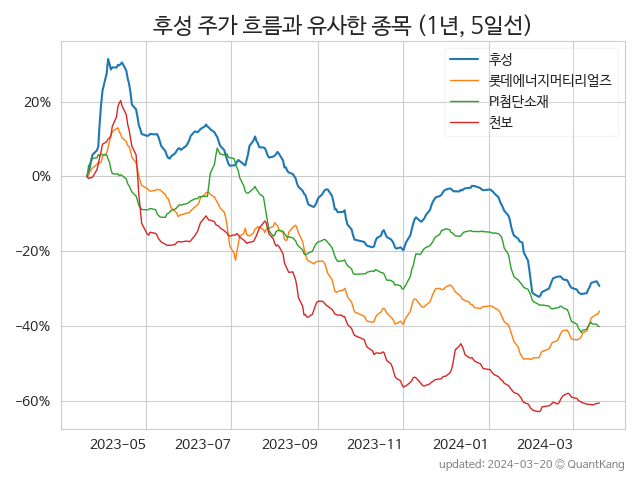 후성 주가 흐름과 유사한 종목 (1년, 5일선)
후성
롯데에너지머티리얼즈
PI첨단소재
천보
20%
0%
−20%
−40%
−60%
2023-05 2023-07 2023-09 2023-11 2024-01 2024-03
updated: 2024-03-20 © QuantKang